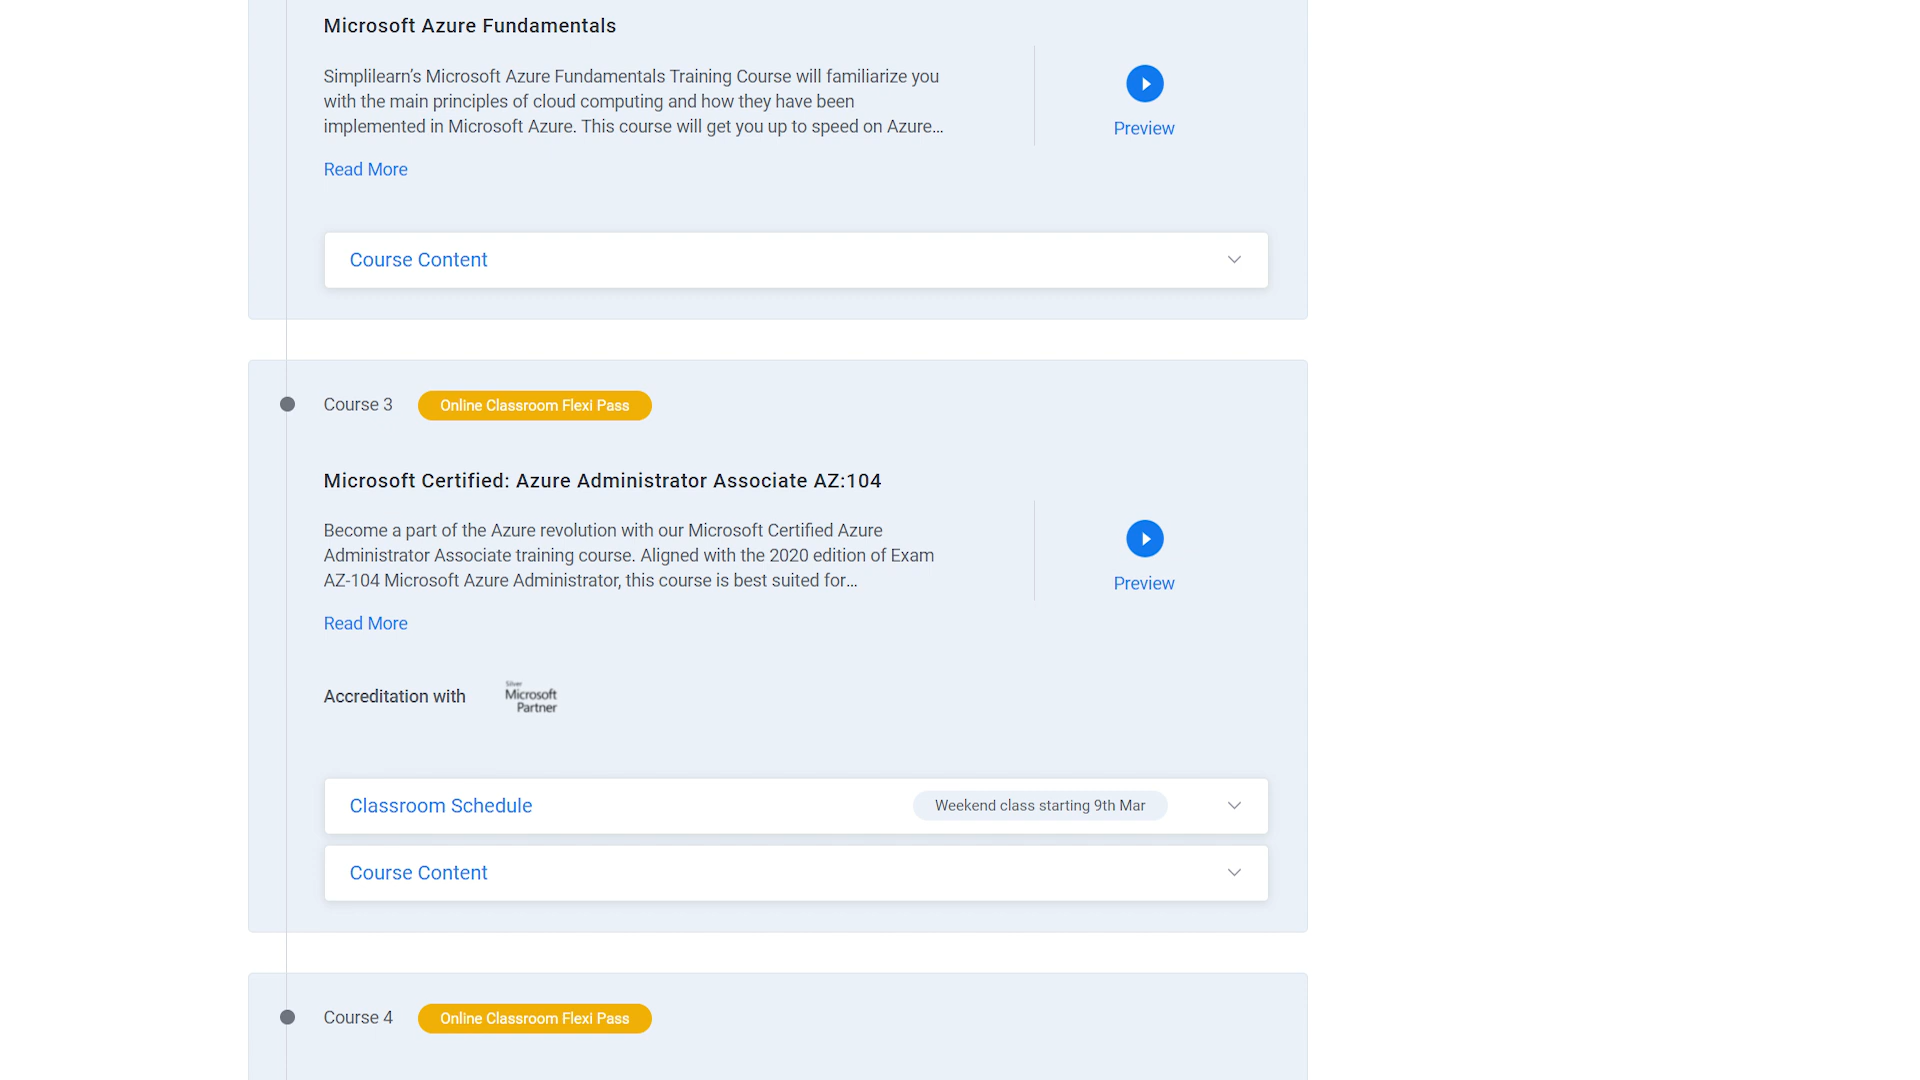 Microsoft Azure Fundamentals
Simplilearn’s Microsoft Azure Fundamentals Training Course will familiarize you
with the main principles of cloud computing and how they have been
implemented in Microsoft Azure. This course will get you up to speed on Azure...
Preview
Read More
Course Content
Course 3
Online Classroom Flexi Pass
Microsoft Certified: Azure Administrator Associate AZ:104
Become a part of the Azure revolution with our Microsoft Certified Azure
Administrator Associate training course. Aligned with the 2020 edition of Exam
AZ-104 Microsoft Azure Administrator, this course is best suited for...
Preview
Read More
Accreditation with
Silver
Microsoft
Partner
Classroom Schedule
Weekend class starting 9th Mar
Course Content
Course 4
Online Classroom Flexi Pass